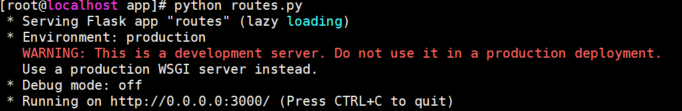 [root@localhost app]# python routes.py
* Serving Flask app "routes" (lazy loading)
* Environment: production
WARNING: This is a development server. Do not use it in a production deployment.
Use a production WSGI server instead.
* Debug mode: off
* Running on http://0.0.0.0:3000/ (Press CTRL+C to quit)